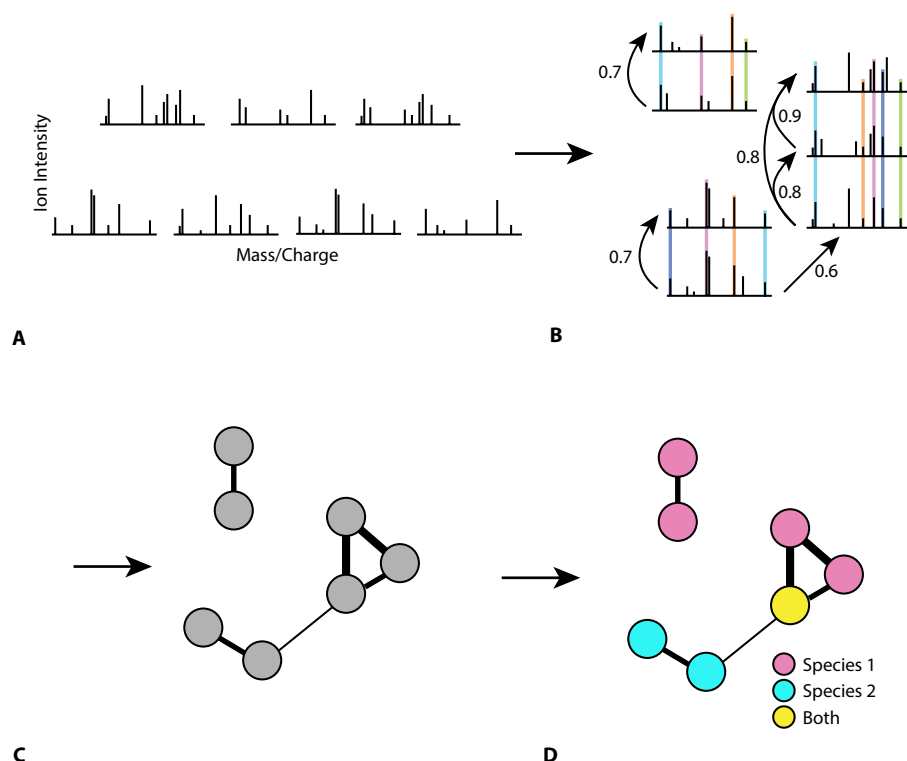 Ion Intensity
Mass/Charge
A
0.7
0.9
0.8
0.8
0.7
0.6
B
C
Species 1
Species 2
Both
D